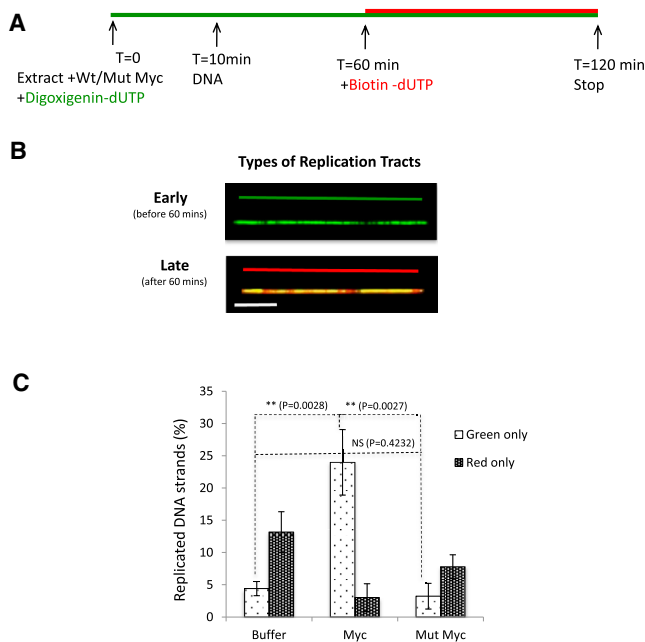 A
T=0
Extract +Wt/Mut Myc
+Digoxigenin-dUTP
T=10min
DNA
T=60 min
+Biotin -dUTP
T=120 min
Stop
B
Types of Replication Tracts
Early
(before 60 mins)
Late
(after 60 mins)
C
Replicated DNA strands (%)
35
30
25
20
15
10
5
0
** (P=0.0028)
** (P=0.0027)
NS (P=0.4232)
Green only
Red only
Buffer
Myc
Mut Myc